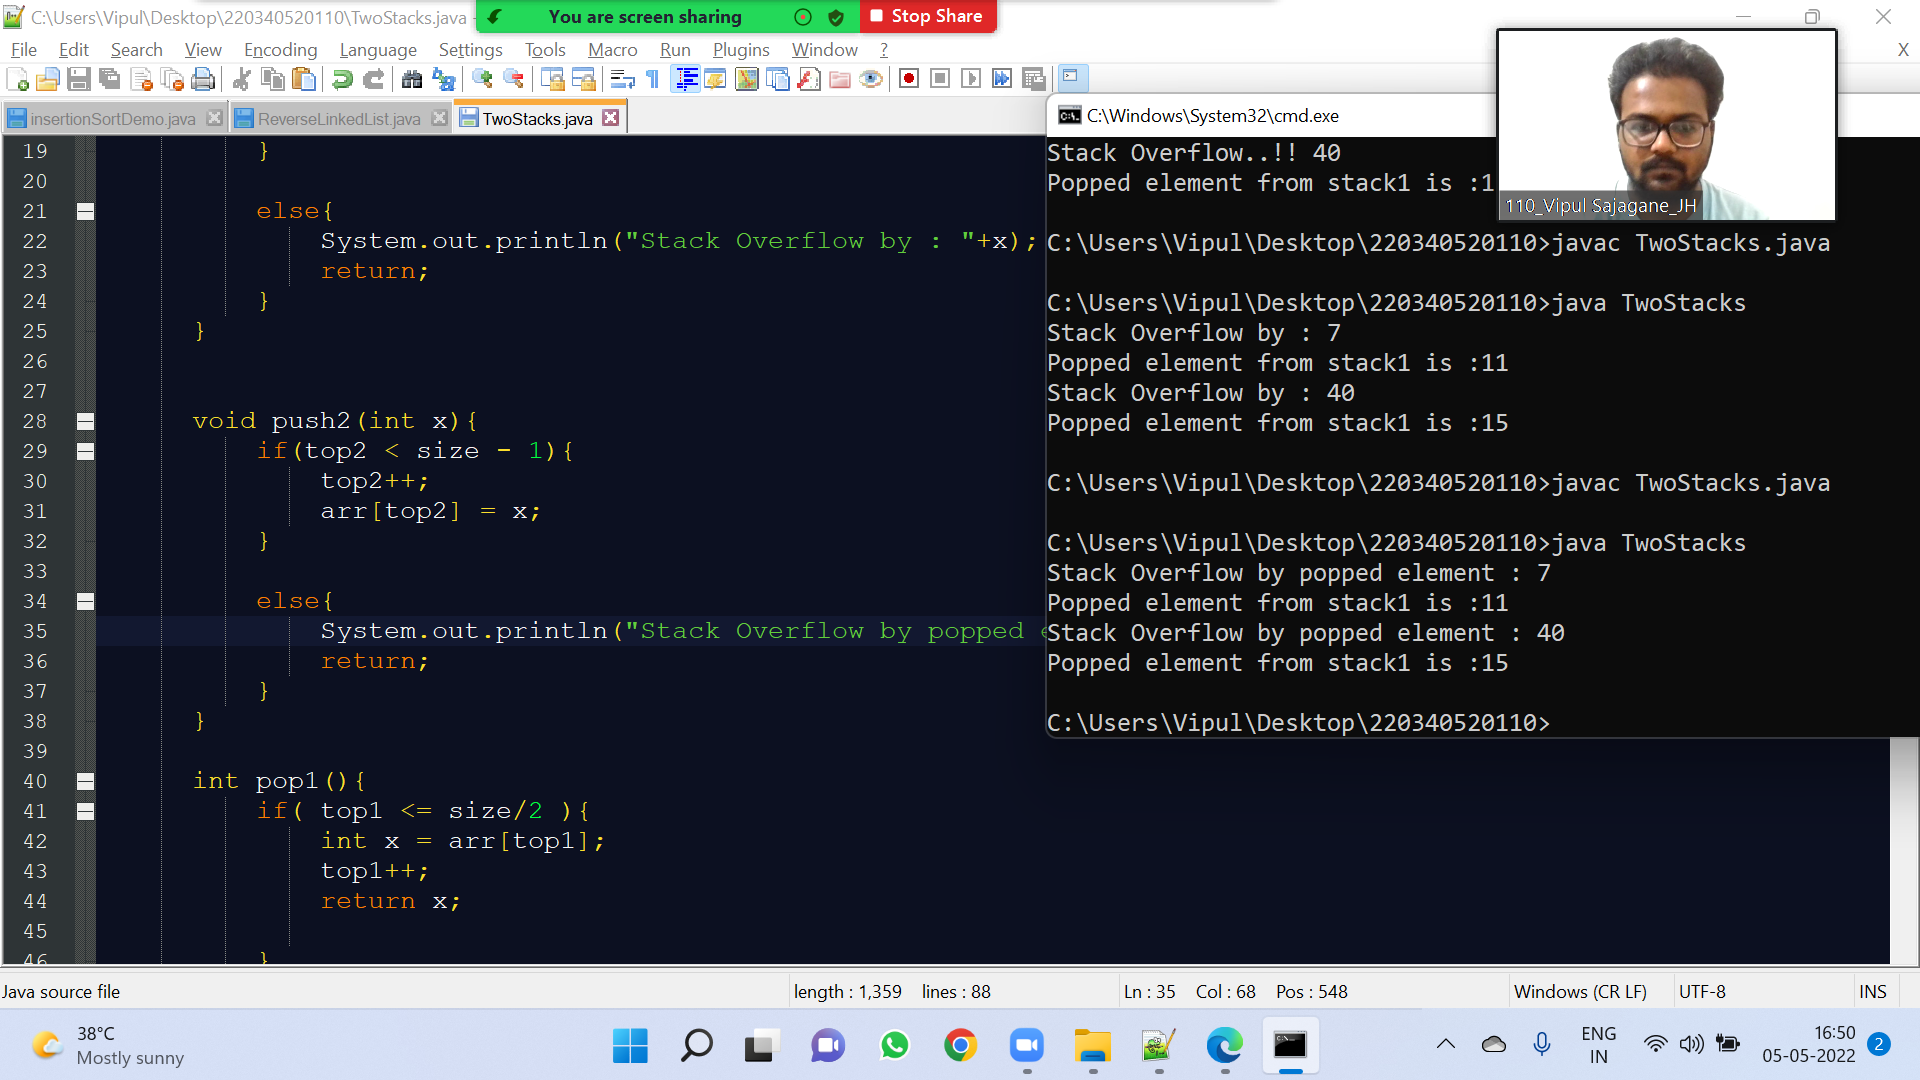 C:\Users\Vipul\Desktop\220340520110\TwoStacks.java -
You are screen sharing
Stop Share
File Edit Search View Encoding Language Settings Tools Macro Run Plugins Window ?
X
insertionSortDemo.java ReverseLinkedList.java TwoStacks.java
19 }
20
21 else{
22 System.out.println("Stack Overflow by : "+x);
23 return;
24 }
25 }
26
27
28 void push2(int x){
29 if(top2 < size - 1){
30 top2++;
31 arr[top2] = x;
32 }
33
34 else{
35 System.out.println("Stack Overflow by popped
36 return;
37 }
38 }
39
40 int pop1(){
41 if( top1 <= size/2 ){
42 int x = arr[top1];
43 top1++;
44 return x;
45
46 }
C:\Windows\System32\cmd.exe
Stack Overflow..!! 40
Popped element from stack1 is :1
110_Vipul Sajagane_JH
C:\Users\Vipul\Desktop\220340520110>javac TwoStacks.java
C:\Users\Vipul\Desktop\220340520110>java TwoStacks
Stack Overflow by : 7
Popped element from stack1 is :11
Stack Overflow by : 40
Popped element from stack1 is :15
C:\Users\Vipul\Desktop\220340520110>javac TwoStacks.java
C:\Users\Vipul\Desktop\220340520110>java TwoStacks
Stack Overflow by popped element : 7
Popped element from stack1 is :11
Stack Overflow by popped element : 40
Popped element from stack1 is :15
C:\Users\Vipul\Desktop\220340520110>
Java source file length : 1,359 lines : 88 Ln : 35 Col : 68 Pos : 548 Windows (CR LF) UTF-8 INS
38°C
Mostly sunny
ENG
IN
16:50
05-05-2022
2